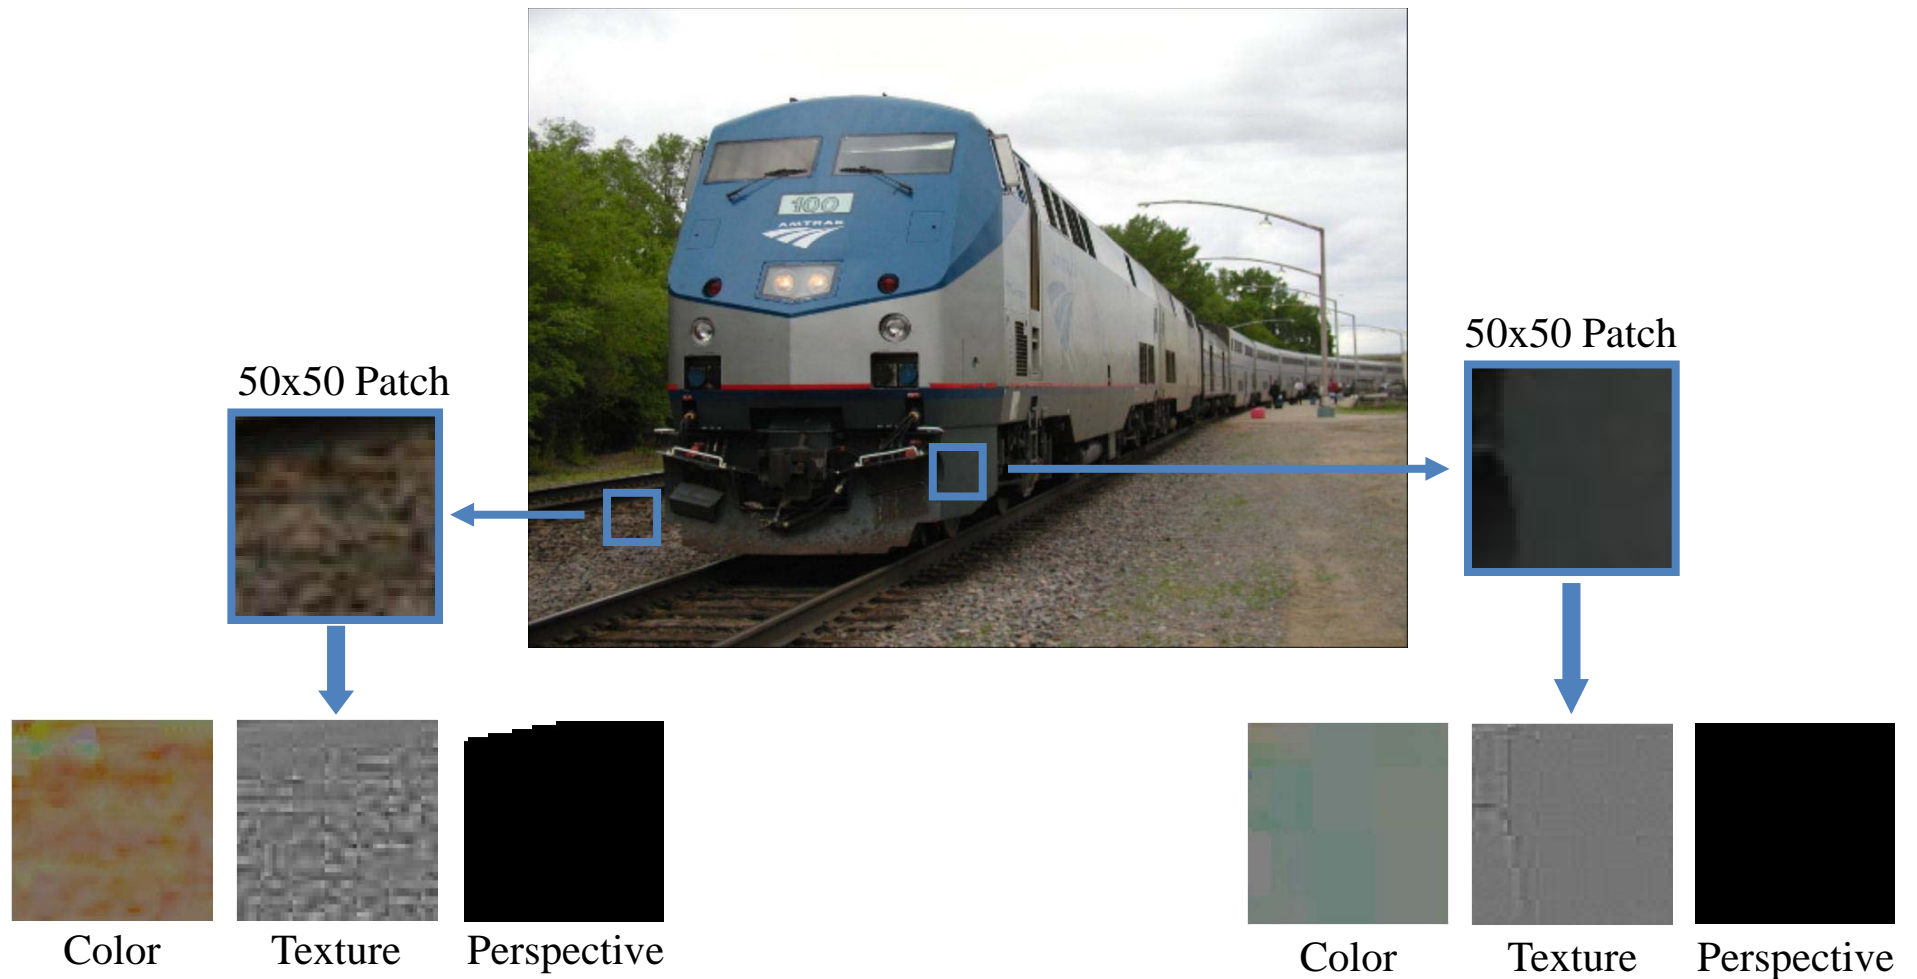 100
AMTRAK
50x50 Patch
50x50 Patch
Color
Texture
Perspective
Color
Texture
Perspective